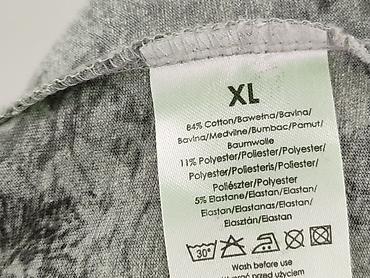 XL
84% Cotton/Bawełna/Bavlna/
Bavlna/Medvilne/Bumbac/Pamut/
Baumwolle
11% Polyester/Poliester/Polyester/
Polyester/Poliesteris/Poliester/
Poliészter/Polyester
5% Elastane/Elastan/Elastan/
Elastan/Elastanas/Elastan/
Elasztán/Elastan
30°
Wash before use